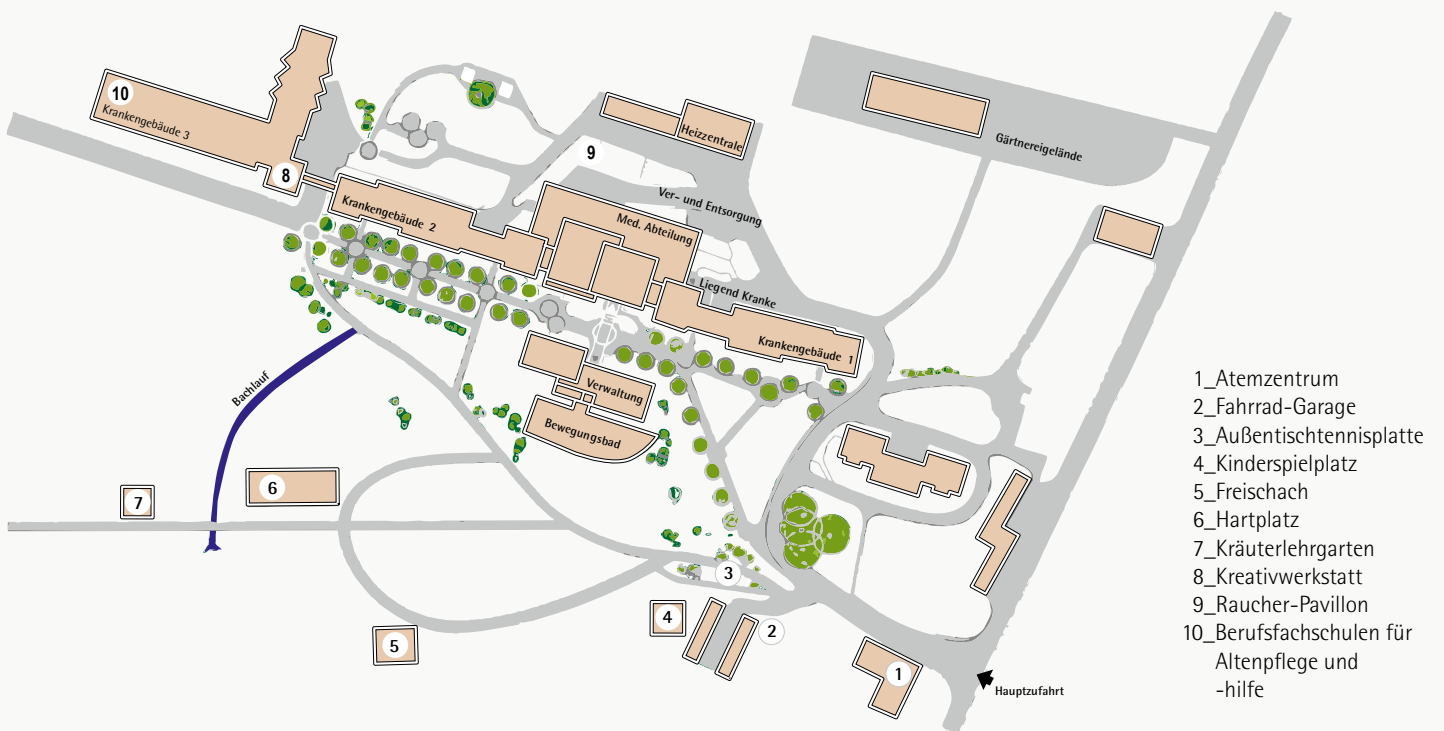 10
Krankengebäude 3
8
Krankengebäude 2
9
Heizzentrale
Gärtnereigelände
Ver- und Entsorgung
Med. Abteilung
Liegend Kranke
Krankengebäude 1
Verwaltung
Bewegungsbad
Bachlauf
7
6
5
4
3
2
1
Hauptzufahrt
1_Atemzentrum
2_Fahrrad-Garage
3_Außentischtennisplatte
4_Kinderspielplatz
5_Freischach
6_Hartplatz
7_Kräuterlehrgarten
8_Kreativwerkstatt
9_Raucher-Pavillon
10_Berufsfachschulen für
Altenpflege und
-hilfe